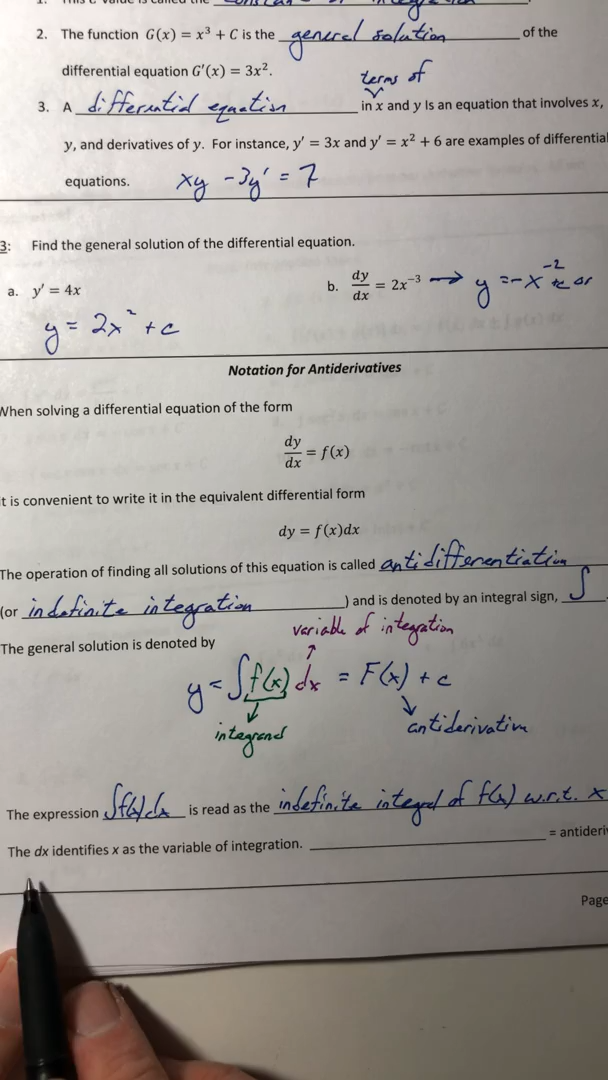 2. The function G(x) = x³ + C is the general solution of the
differential equation G'(x) = 3x².
terms of
3. A differential equation in x and y Is an equation that involves x,
y, and derivatives of y. For instance, y' = 3x and y' = x² + 6 are examples of differential
equations. xy - 3y' = 7
3: Find the general solution of the differential equation.
a. y' = 4x b. dy/dx = 2x⁻³ → y = -x⁻² + c or
y = 2x² + c
Notation for Antiderivatives
When solving a differential equation of the form
dy/dx = f(x)
it is convenient to write it in the equivalent differential form
dy = f(x)dx
The operation of finding all solutions of this equation is called antidifferentiation
(or indefinite integration) and is denoted by an integral sign, ∫
variable of integration
The general solution is denoted by
y = ∫f(x) dx = F(x) + c
integrand antiderivative
The expression ∫f(x)dx is read as the indefinite integral of f(x) w.r.t. x
The dx identifies x as the variable of integration. = antideriv
Page